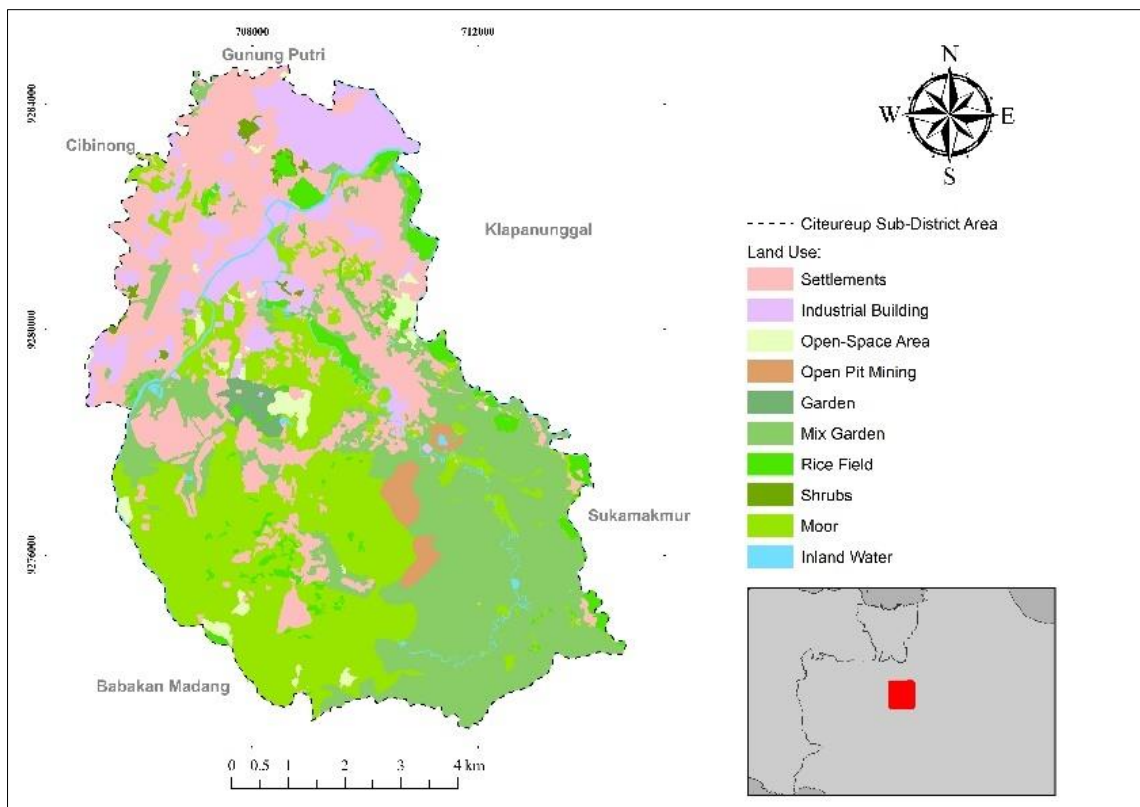 708000 712000
Gunung Putri
9284000
Cibinong
Klapanunggal
9280000
Sukamakmur
9276000
Babakan Madang
0 0.5 1 2 3 4 km
N
W E
S
Citeureup Sub-District Area
Land Use:
Settlements
Industrial Building
Open-Space Area
Open Pit Mining
Garden
Mix Garden
Rice Field
Shrubs
Moor
Inland Water